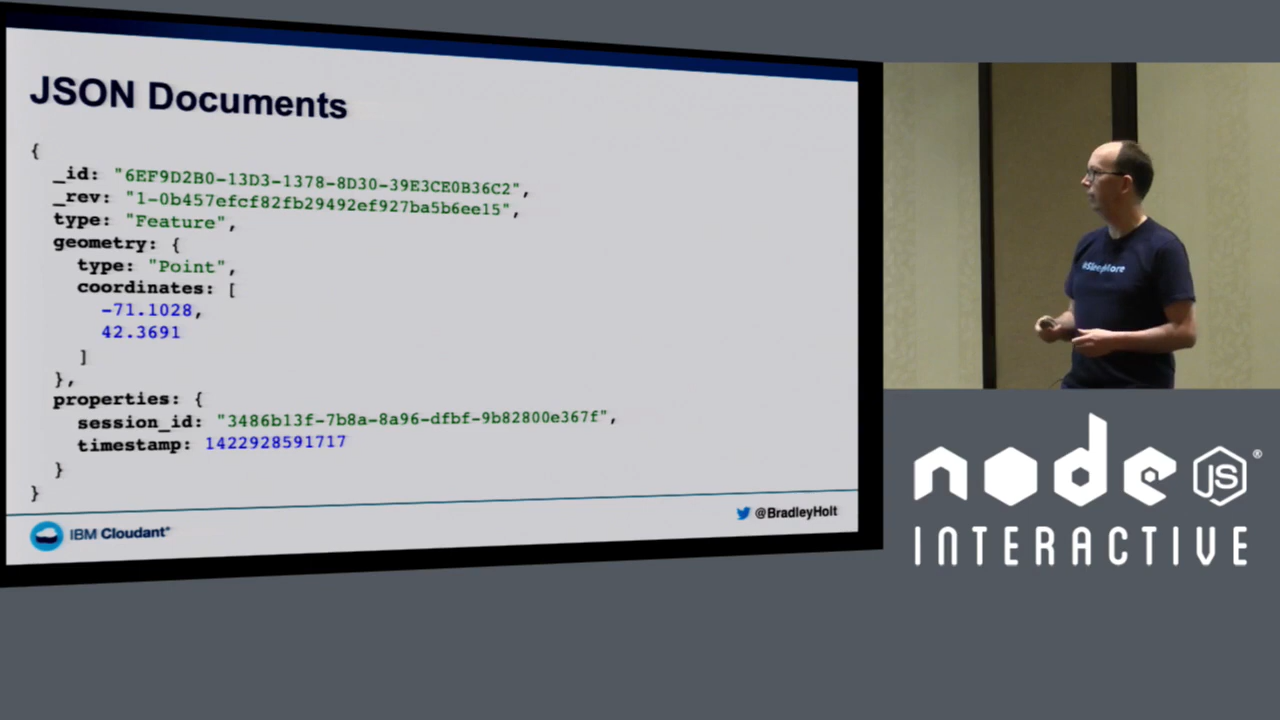 JSON Documents
{
_id: "6EF9D2B0-13D3-1378-8D30-39E3CE0B36C2",
_rev: "1-0b457efcf82fb29492ef927ba5b6ee15",
type: "Feature",
geometry: {
type: "Point",
coordinates: [
-71.1028,
42.3691
]
},
properties: {
session_id: "3486b13f-7b8a-8a96-dfbf-9b82800e367f",
timestamp: 1422928591717
}
}
IBM Cloudant®
@BradleyHolt
node JS ®
INTERACTIVE